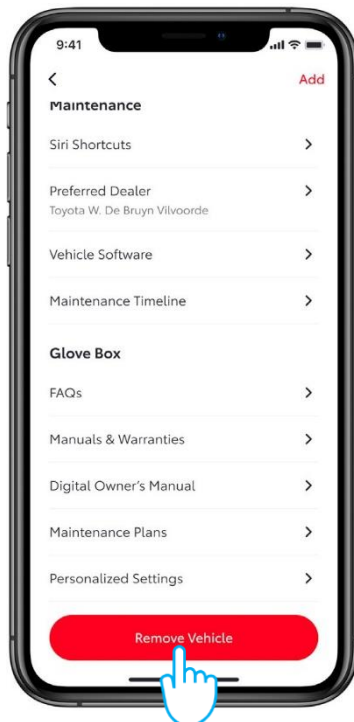 9:41
Add
Maintenance
Siri Shortcuts
Preferred Dealer
Toyota W. De Bruyn Vilvoorde
Vehicle Software
Maintenance Timeline
Glove Box
FAQs
Manuals & Warranties
Digital Owner's Manual
Maintenance Plans
Personalized Settings
Remove Vehicle